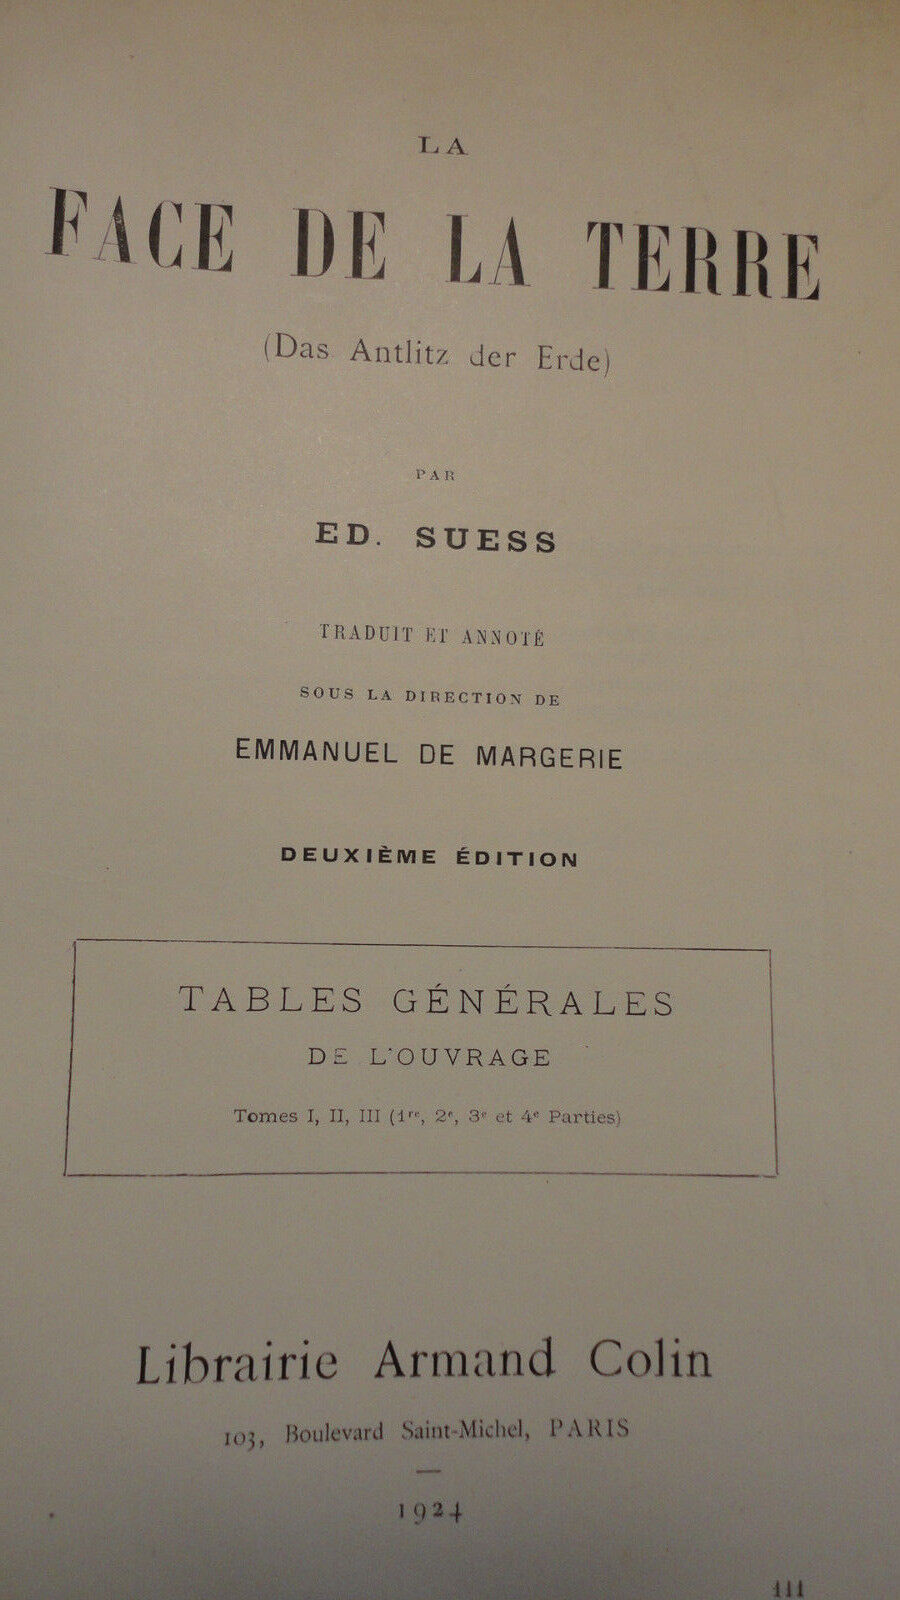 LA
FACE DE LA TERRE
(Das Antlitz der Erde)
PAR
ED. SUESS
TRADUIT ET ANNOTÉ
SOUS LA DIRECTION DE
EMMANUEL DE MARGERIE
DEUXIÈME ÉDITION
TABLES GÉNÉRALES
DE L'OUVRAGE
Tomes I, II, III (1re, 2e, 3e et 4e Parties)
Librairie Armand Colin
103, Boulevard Saint-Michel, PARIS
1924